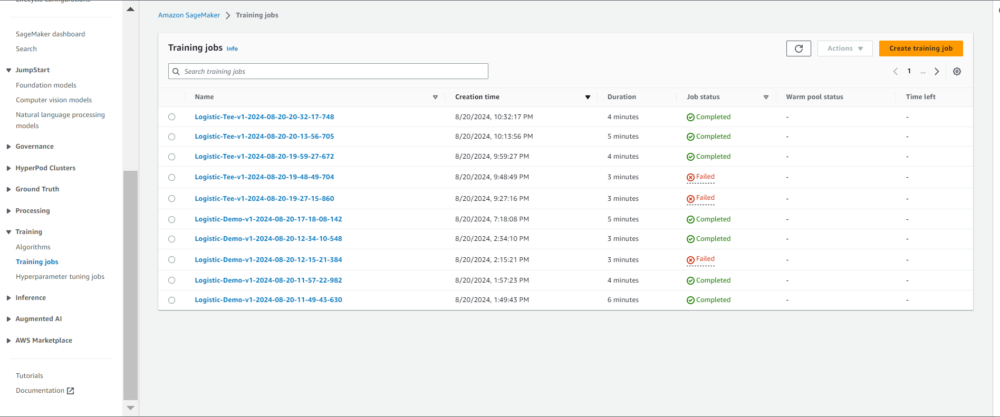 Lifecycle configurations
SageMaker dashboard
Search
JumpStart
Foundation models
Computer vision models
Natural language processing
models
Governance
HyperPod Clusters
Ground Truth
Processing
Training
Algorithms
Training jobs
Hyperparameter tuning jobs
Inference
Augmented AI
AWS Marketplace
Tutorials
Documentation
Amazon SageMaker > Training jobs
Training jobs Info
Actions
Create training job
Search training jobs
1 ...
Name Creation time Duration Job status Warm pool status Time left
Logistic-Tee-v1-2024-08-20-20-32-17-748 8/20/2024, 10:32:17 PM 4 minutes Completed - -
Logistic-Tee-v1-2024-08-20-20-13-56-705 8/20/2024, 10:13:56 PM 5 minutes Completed - -
Logistic-Tee-v1-2024-08-20-19-59-27-672 8/20/2024, 9:59:27 PM 4 minutes Completed - -
Logistic-Tee-v1-2024-08-20-19-48-49-704 8/20/2024, 9:48:49 PM 3 minutes Failed - -
Logistic-Tee-v1-2024-08-20-19-27-15-860 8/20/2024, 9:27:16 PM 3 minutes Failed - -
Logistic-Demo-v1-2024-08-20-17-18-08-142 8/20/2024, 7:18:08 PM 5 minutes Completed - -
Logistic-Demo-v1-2024-08-20-12-34-10-548 8/20/2024, 2:34:10 PM 3 minutes Completed - -
Logistic-Demo-v1-2024-08-20-12-15-21-384 8/20/2024, 2:15:21 PM 3 minutes Failed - -
Logistic-Demo-v1-2024-08-20-11-57-22-982 8/20/2024, 1:57:23 PM 4 minutes Completed - -
Logistic-Demo-v1-2024-08-20-11-49-43-630 8/20/2024, 1:49:43 PM 6 minutes Completed - -